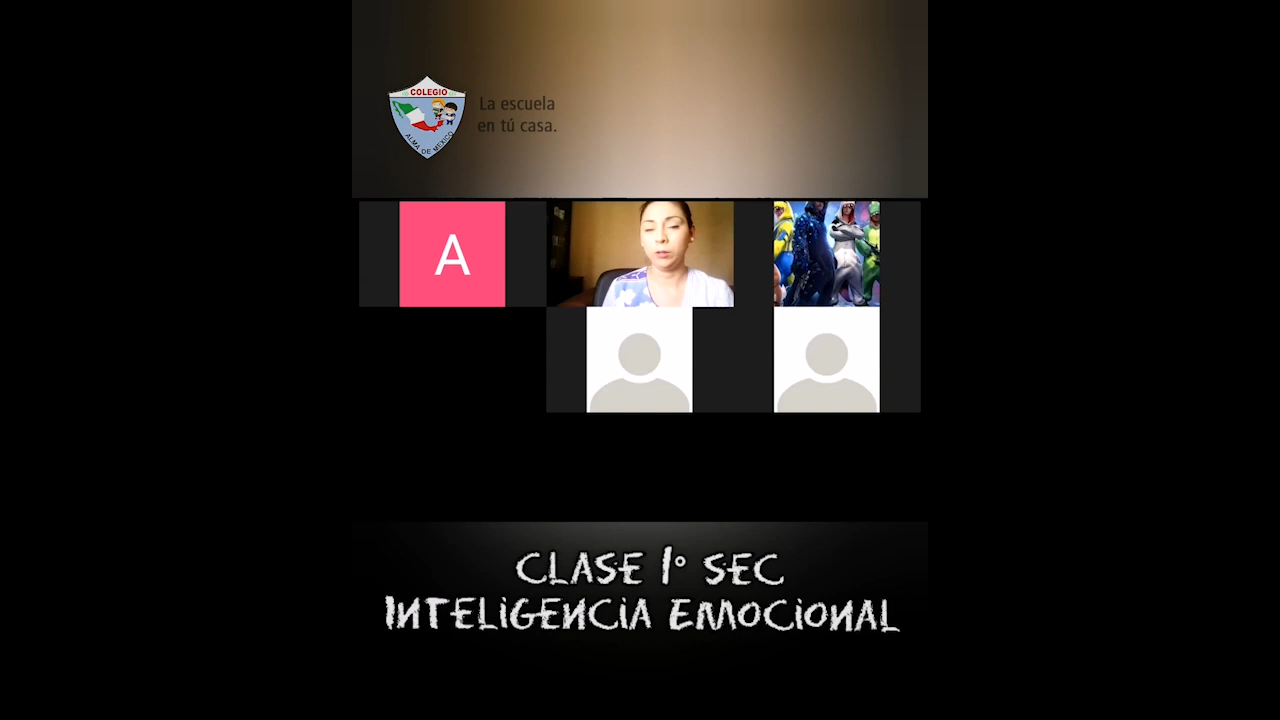 COLEGIO
ALMA DE MEXICO
La escuela
en tú casa.
A
CLASE 1° SEC
INTELIGENCIA EMOCIONAL